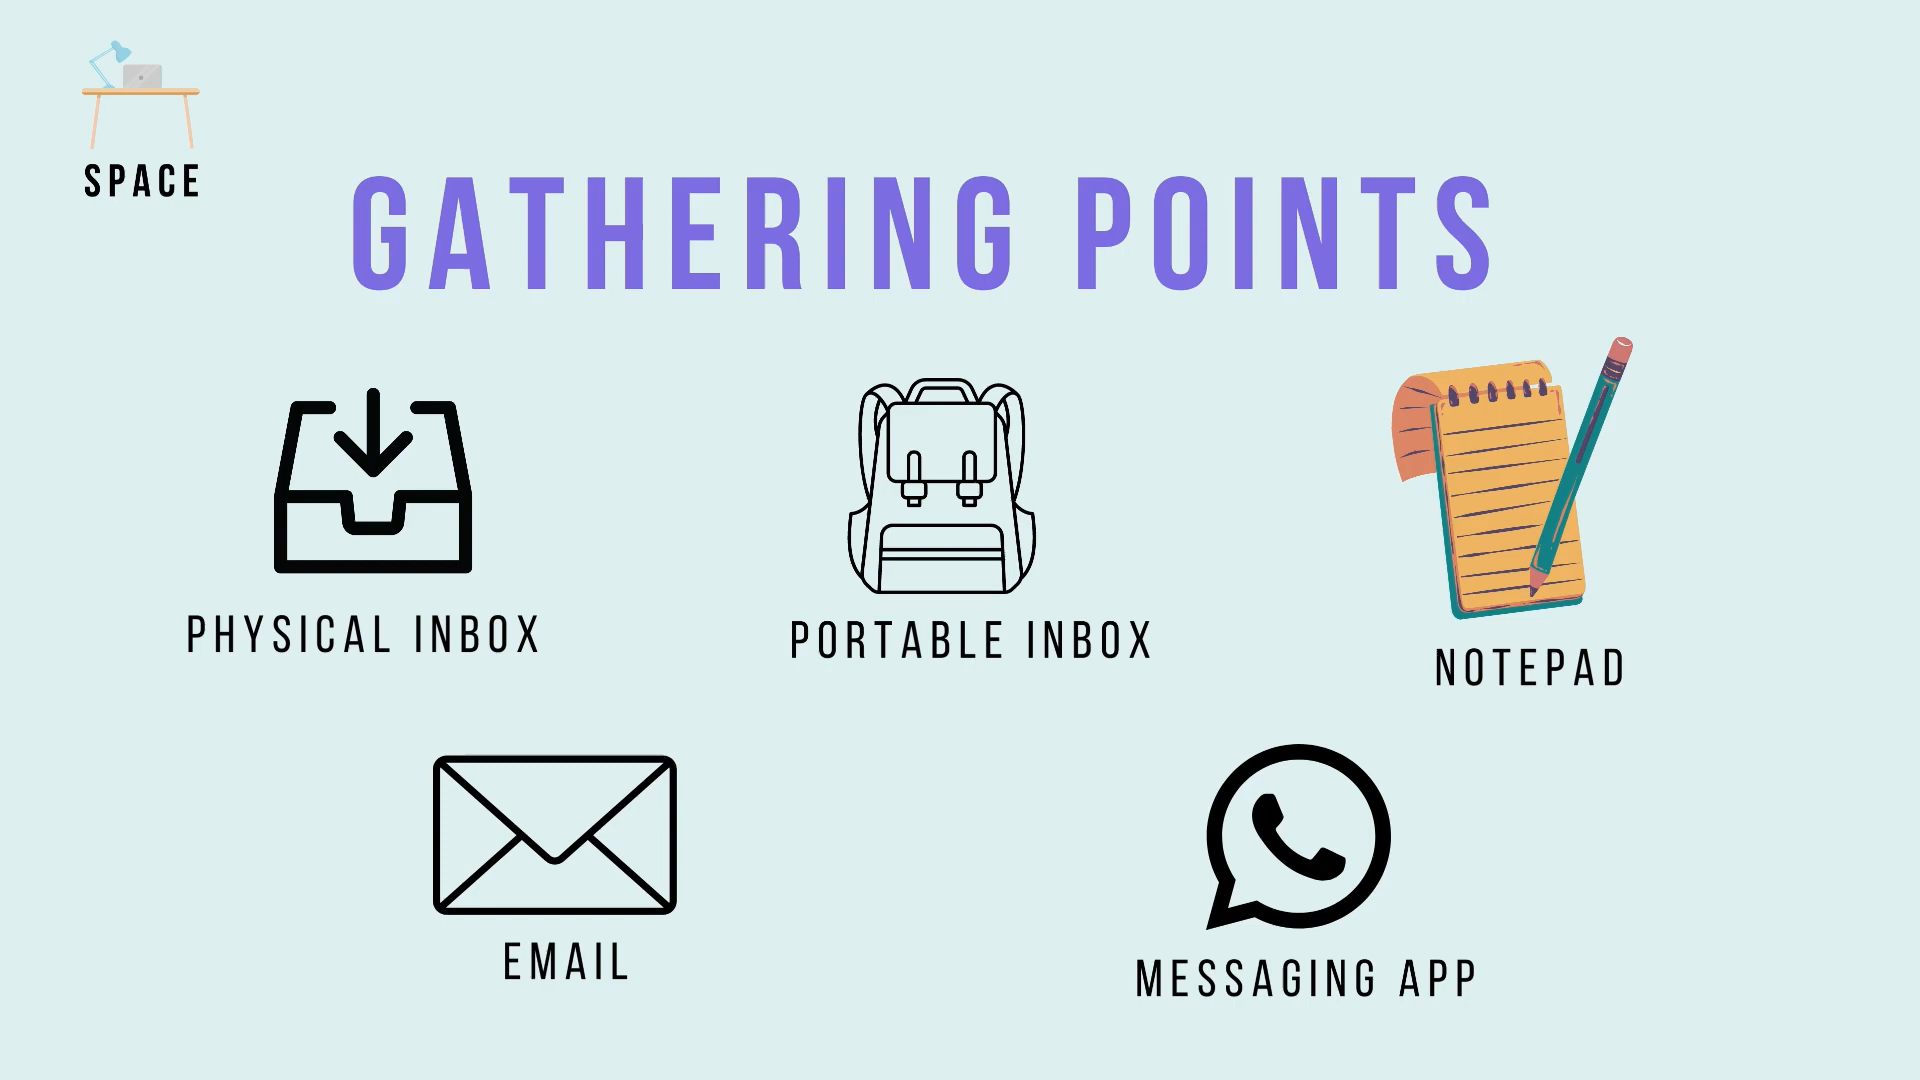 SPACE
GATHERING POINTS
PHYSICAL INBOX
PORTABLE INBOX
NOTEPAD
EMAIL
MESSAGING APP